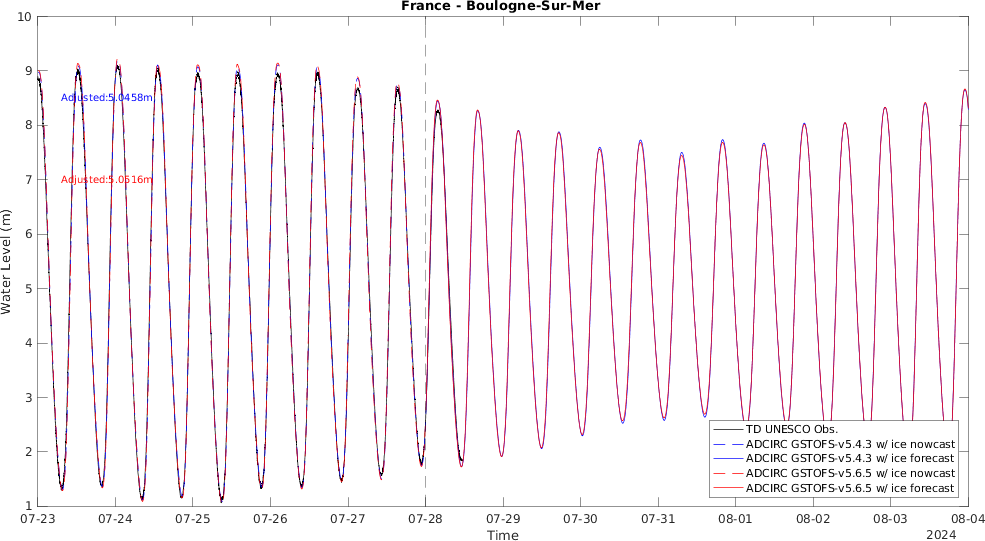 France - Boulogne-Sur-Mer
10
9
8
7
6
5
4
3
2
1
Water Level (m)
Adjusted:5.0458m
Adjusted:5.0616m
TD UNESCO Obs.
ADCIRC GSTOFS-v5.4.3 w/ ice nowcast
ADCIRC GSTOFS-v5.4.3 w/ ice forecast
ADCIRC GSTOFS-v5.6.5 w/ ice nowcast
ADCIRC GSTOFS-v5.6.5 w/ ice forecast
07-23 07-24 07-25 07-26 07-27 07-28 07-29 07-30 07-31 08-01 08-02 08-03 08-04
Time
2024